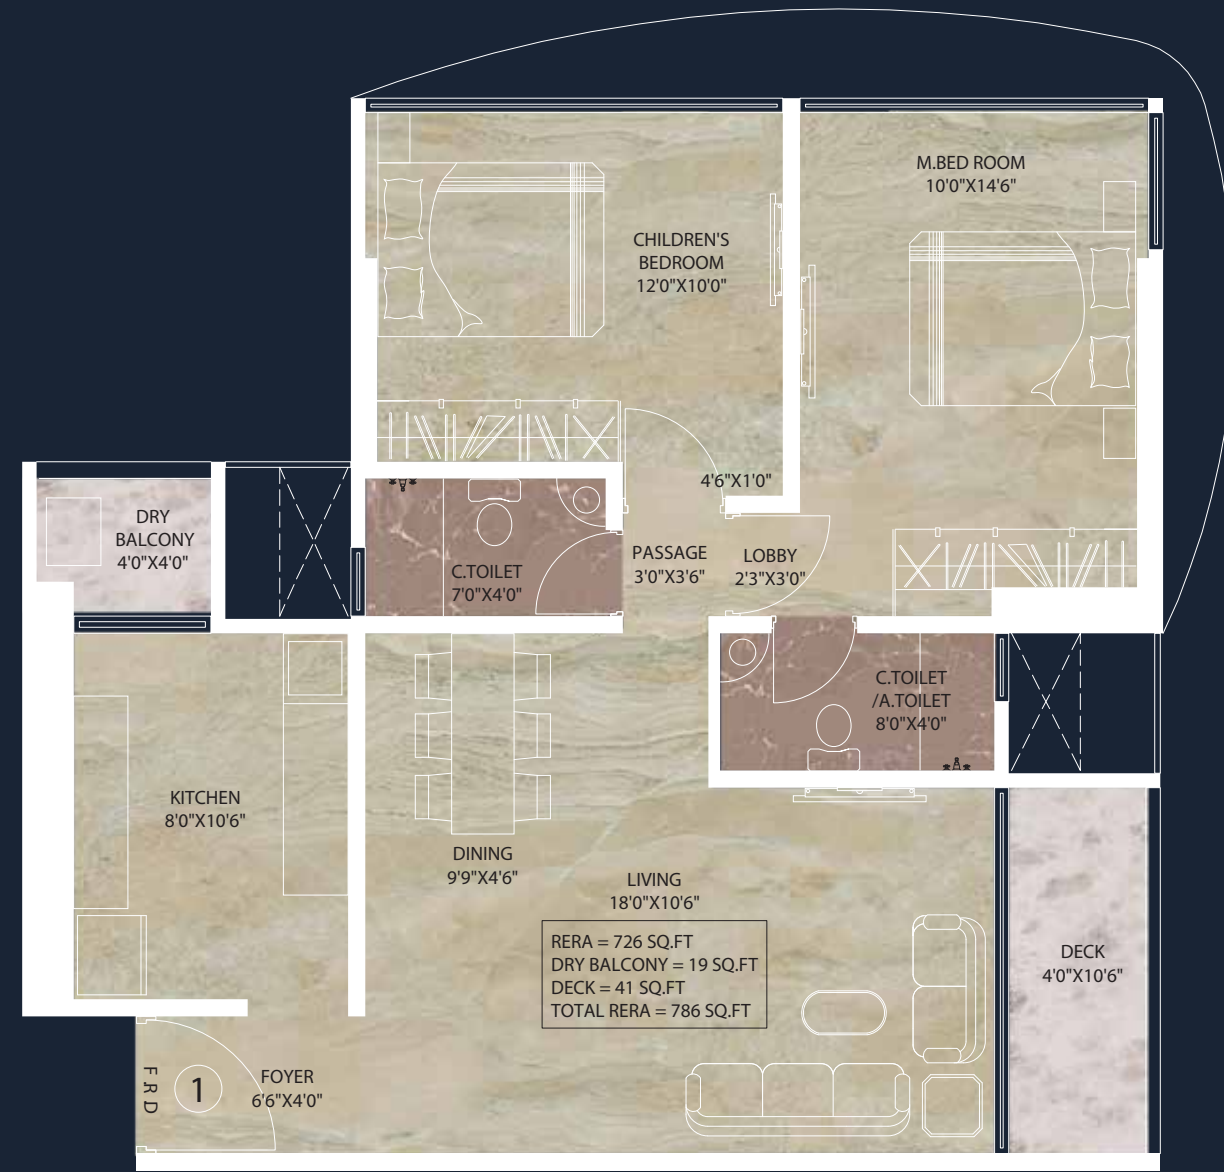 M.BED ROOM
10'0"X14'6"
CHILDREN'S
BEDROOM
12'0"X10'0"
4'6"X1'0"
DRY
BALCONY
4'0"X4'0"
PASSAGE
3'0"X3'6"
LOBBY
2'3"X3'0"
C.TOILET
7'0"X4'0"
C.TOILET
/A.TOILET
8'0"X4'0"
KITCHEN
8'0"X10'6"
DINING
9'9"X4'6"
LIVING
18'0"X10'6"
RERA = 726 SQ.FT
DRY BALCONY = 19 SQ.FT
DECK = 41 SQ.FT
TOTAL RERA = 786 SQ.FT
DECK
4'0"X10'6"
FRD
1
FOYER
6'6"X4'0"